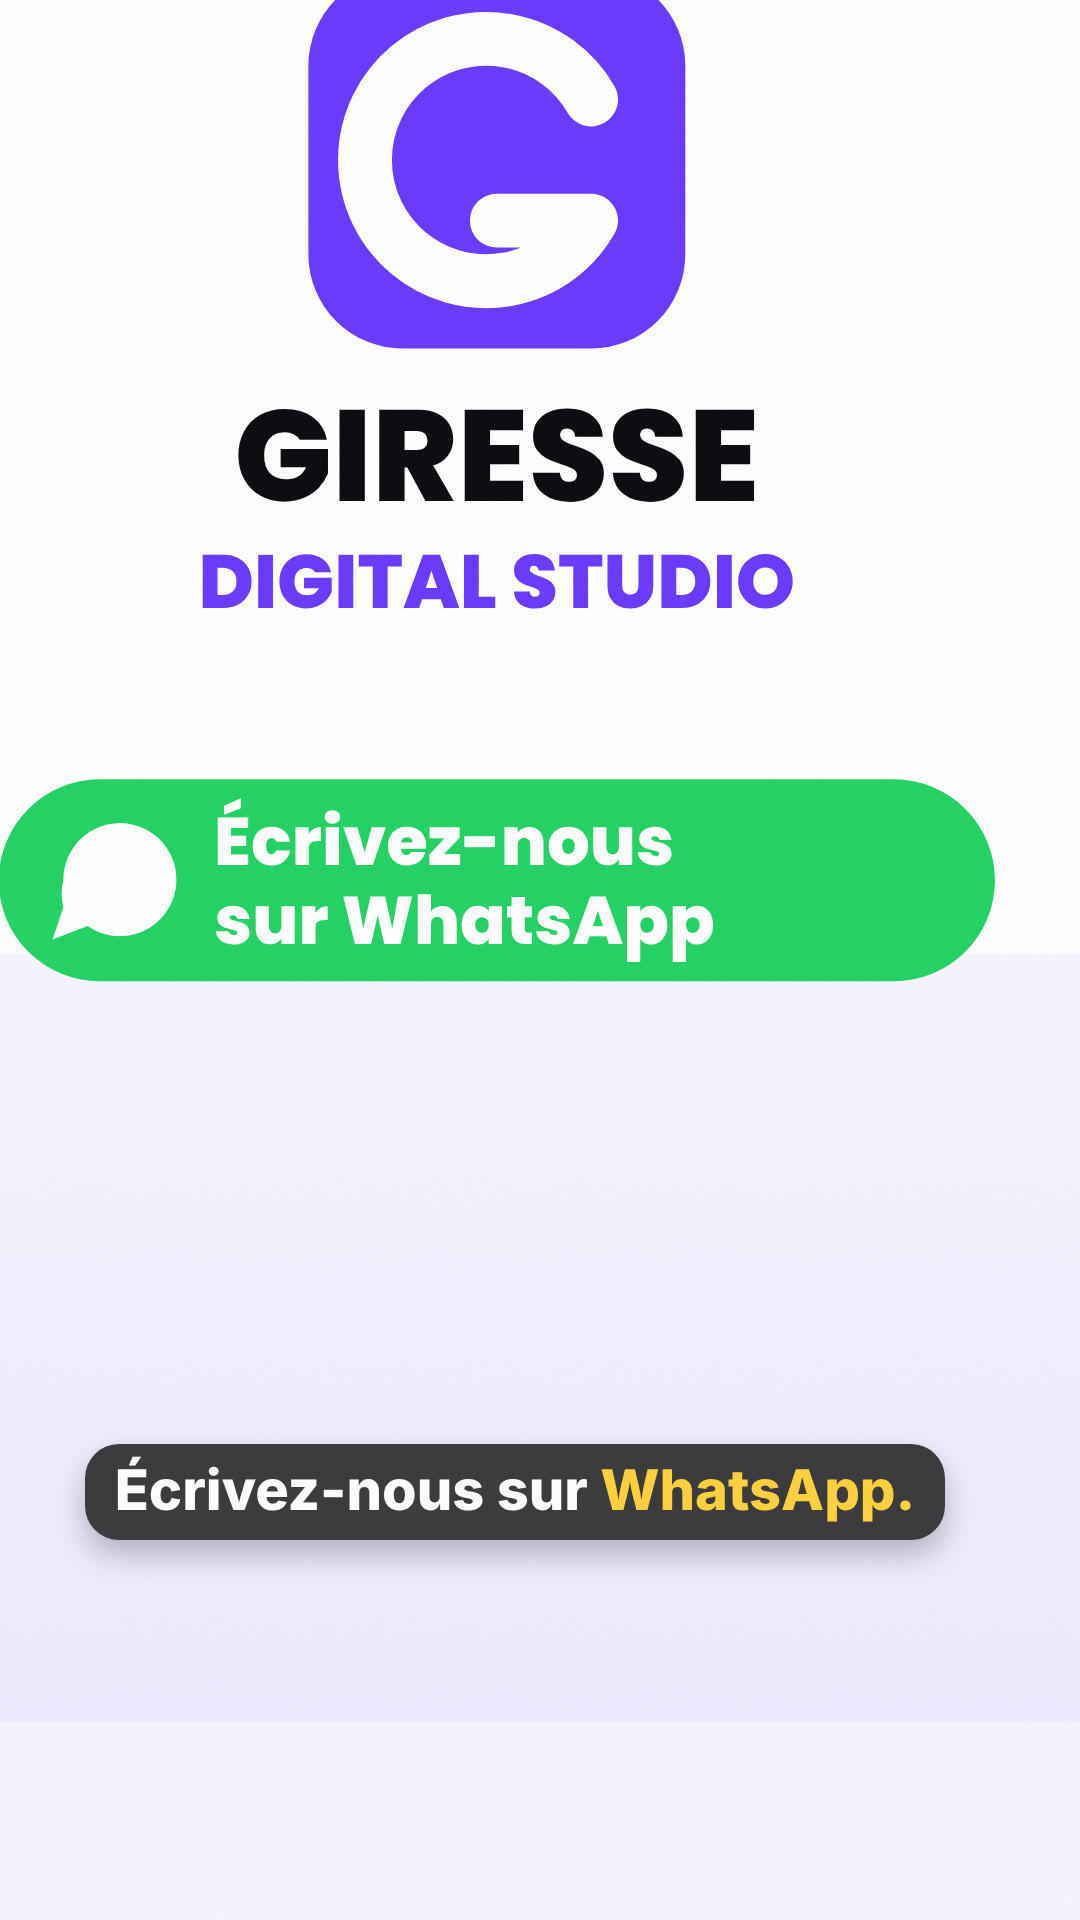 G
GIRESSE
DIGITAL STUDIO
Écrivez-nous
sur WhatsApp
Écrivez-nous sur WhatsApp.